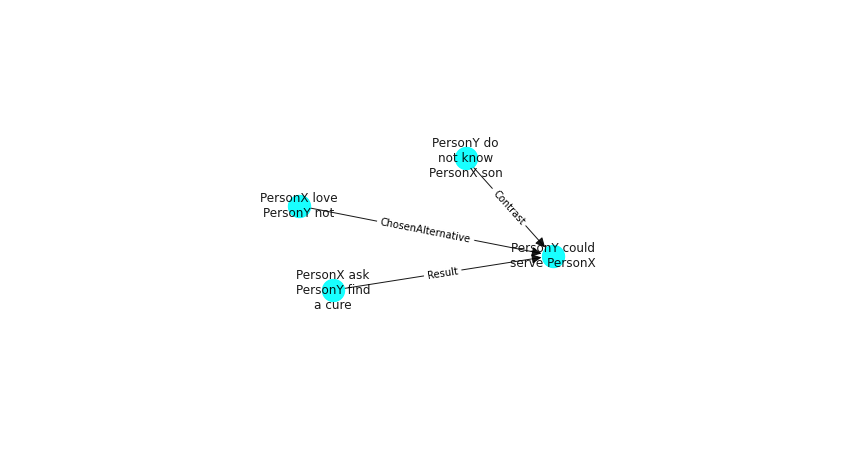 PersonY do
not know
PersonX son
PersonX love
PersonY not
Contrast
ChosenAlternative
PersonY could
serve PersonX
PersonX ask
PersonY find
a cure
Result